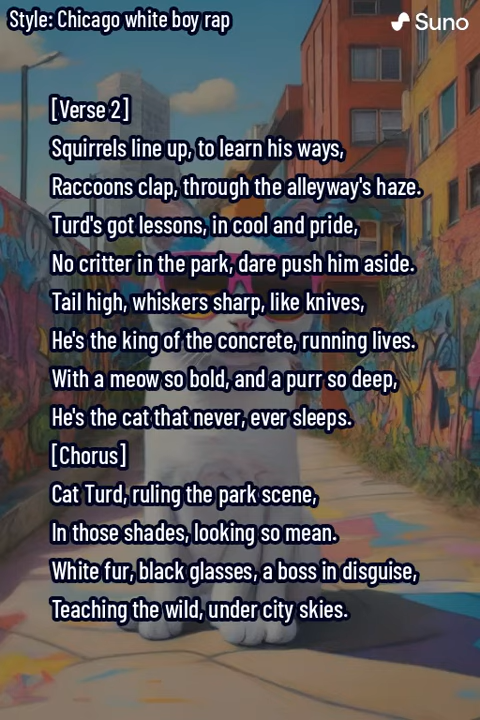 Style: Chicago white boy rap
Suno
[Verse 2]
Squirrels line up, to learn his ways,
Raccoons clap, through the alleyway's haze.
Turd's got lessons, in cool and pride,
No critter in the park, dare push him aside.
Tail high, whiskers sharp, like knives,
He's the king of the concrete, running lives.
With a meow so bold, and a purr so deep,
He's the cat that never, ever sleeps.
[Chorus]
Cat Turd, ruling the park scene,
In those shades, looking so mean.
White fur, black glasses, a boss in disguise,
Teaching the wild, under city skies.